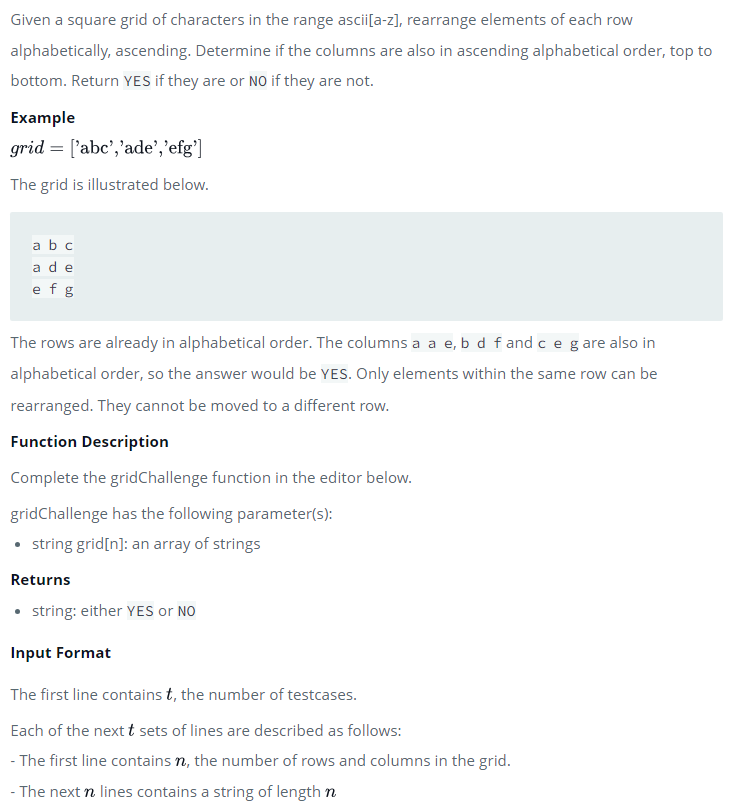 Given a square grid of characters in the range ascii[a-z], rearrange elements of each row
alphabetically, ascending. Determine if the columns are also in ascending alphabetical order, top to
bottom. Return YES if they are or NO if they are not.
Example
grid = ['abc','ade','efg']
The grid is illustrated below.
a b c
a d e
e f g
The rows are already in alphabetical order. The columns a a e, b d f and c e g are also in
alphabetical order, so the answer would be YES. Only elements within the same row can be
rearranged. They cannot be moved to a different row.
Function Description
Complete the gridChallenge function in the editor below.
gridChallenge has the following parameter(s):
• string grid[n]: an array of strings
Returns
• string: either YES or NO
Input Format
The first line contains t, the number of testcases.
Each of the next t sets of lines are described as follows:
- The first line contains n, the number of rows and columns in the grid.
- The next n lines contains a string of length n